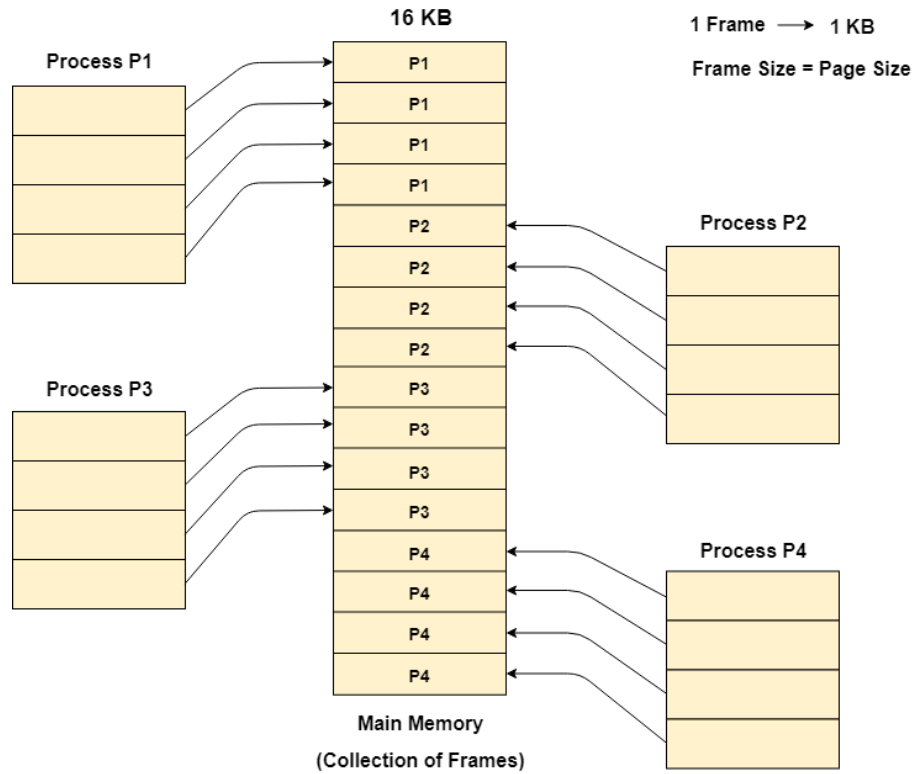 16 KB
1 Frame → 1 KB
Frame Size = Page Size
Process P1
P1
P1
P1
P1
Process P2
P2
P2
P2
P2
Process P3
P3
P3
P3
P3
Process P4
P4
P4
P4
P4
Main Memory
(Collection of Frames)